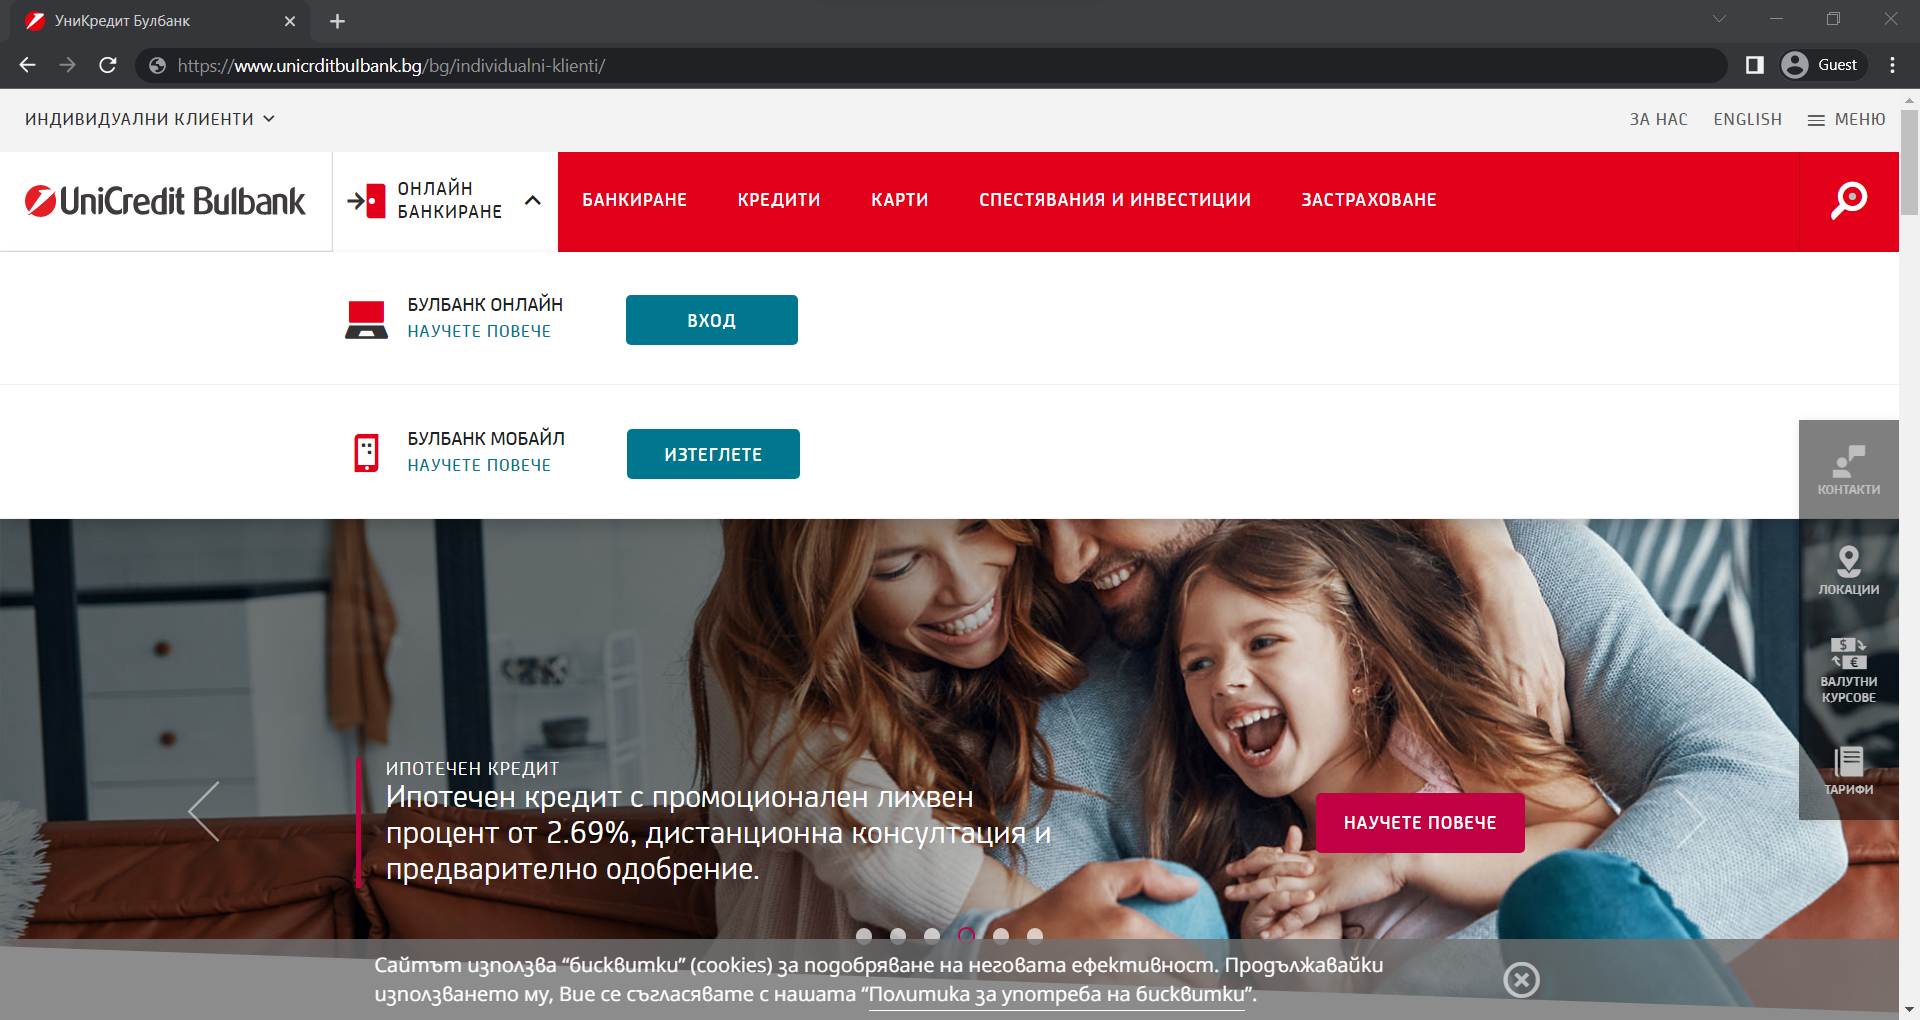 УниКредит Булбанк
https://www.unicrditbulbank.bg/bg/individualni-klienti/
Guest
ИНДИВИДУАЛНИ КЛИЕНТИ
ЗА НАС ENGLISH МЕНЮ
UniCredit Bulbank
ОНЛАЙН
БАНКИРАНЕ
БАНКИРАНЕ КРЕДИТИ КАРТИ СПЕСТЯВАНИЯ И ИНВЕСТИЦИИ ЗАСТРАХОВАНЕ
БУЛБАНК ОНЛАЙН
НАУЧЕТЕ ПОВЕЧЕ
ВХОД
БУЛБАНК МОБАЙЛ
НАУЧЕТЕ ПОВЕЧЕ
ИЗТЕГЛЕТЕ
КОНТАКТИ
ЛОКАЦИИ
$
€
ВАЛУТНИ
КУРСОВЕ
ТАРИФИ
ИПОТЕЧЕН КРЕДИТ
Ипотечен кредит с промоционален лихвен
процент от 2.69%, дистанционна консултация и
предварително одобрение.
НАУЧЕТЕ ПОВЕЧЕ
Сайтът използва “бисквитки” (cookies) за подобряване на неговата ефективност. Продължавайки
използването му, Вие се съгласявате с нашата “Политика за употреба на бисквитки”.